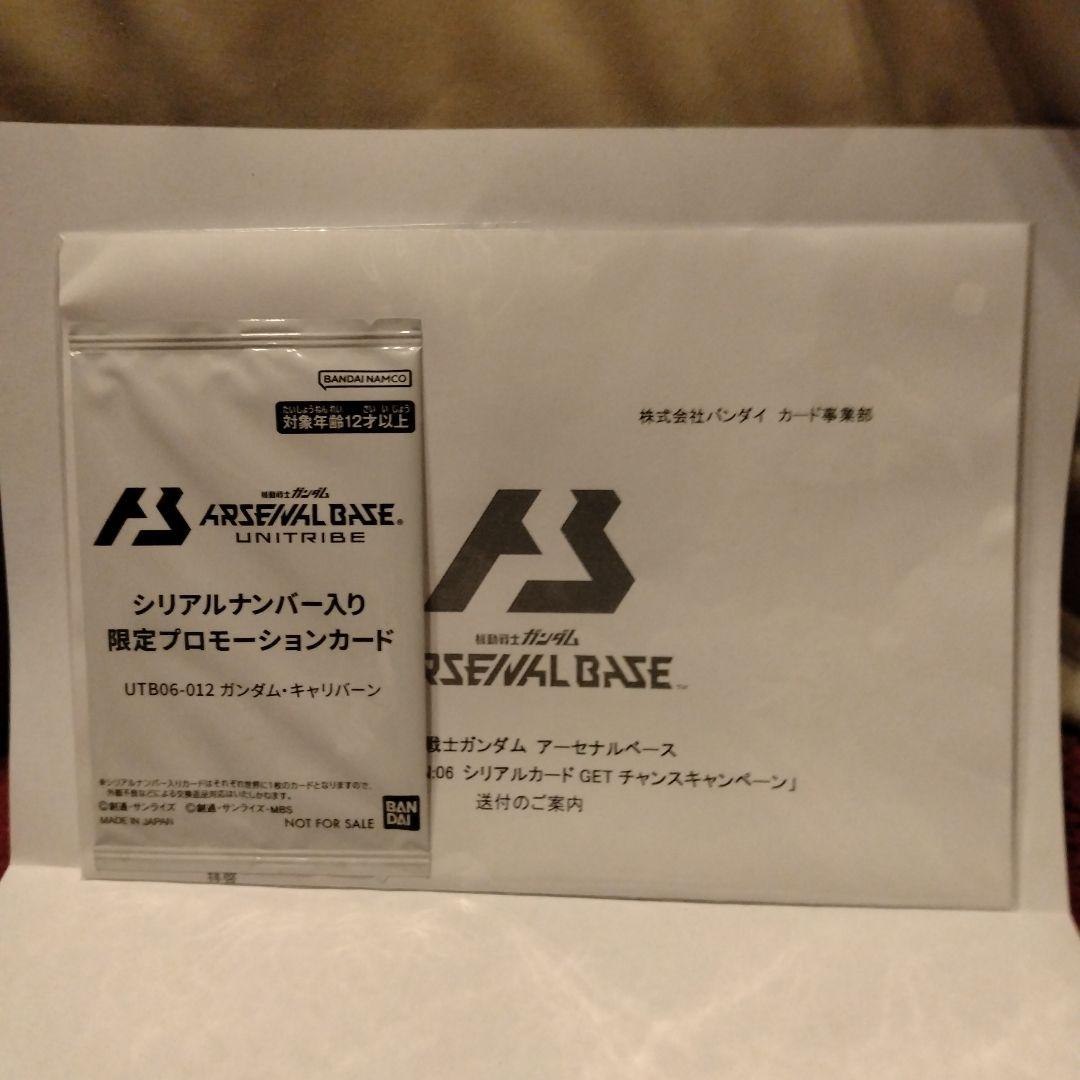 BANDAI NAMCO
たいしょうねんれい さいいじょう
対象年齢12才以上
機動戦士ガンダム
ARSENAL BASE®
UNITRIBE
シリアルナンバー入り
限定プロモーションカード
UTB06-012 ガンダム・キャリバーン
※シリアルナンバー入りカードはそれぞれ世界に1枚のカードとなりますので、
外観不良などによる交換返品対応はいたしかねます。
©創通・サンライズ ©創通・サンライズ・MBS
MADE IN JAPAN
NOT FOR SALE
BAN
DAI
株式会社バンダイ カード事業部
機動戦士ガンダム
RSENAL BASE™
戦士ガンダム アーセナルベース
:06 シリアルカード GET チャンスキャンペーン」
送付のご案内
拝啓